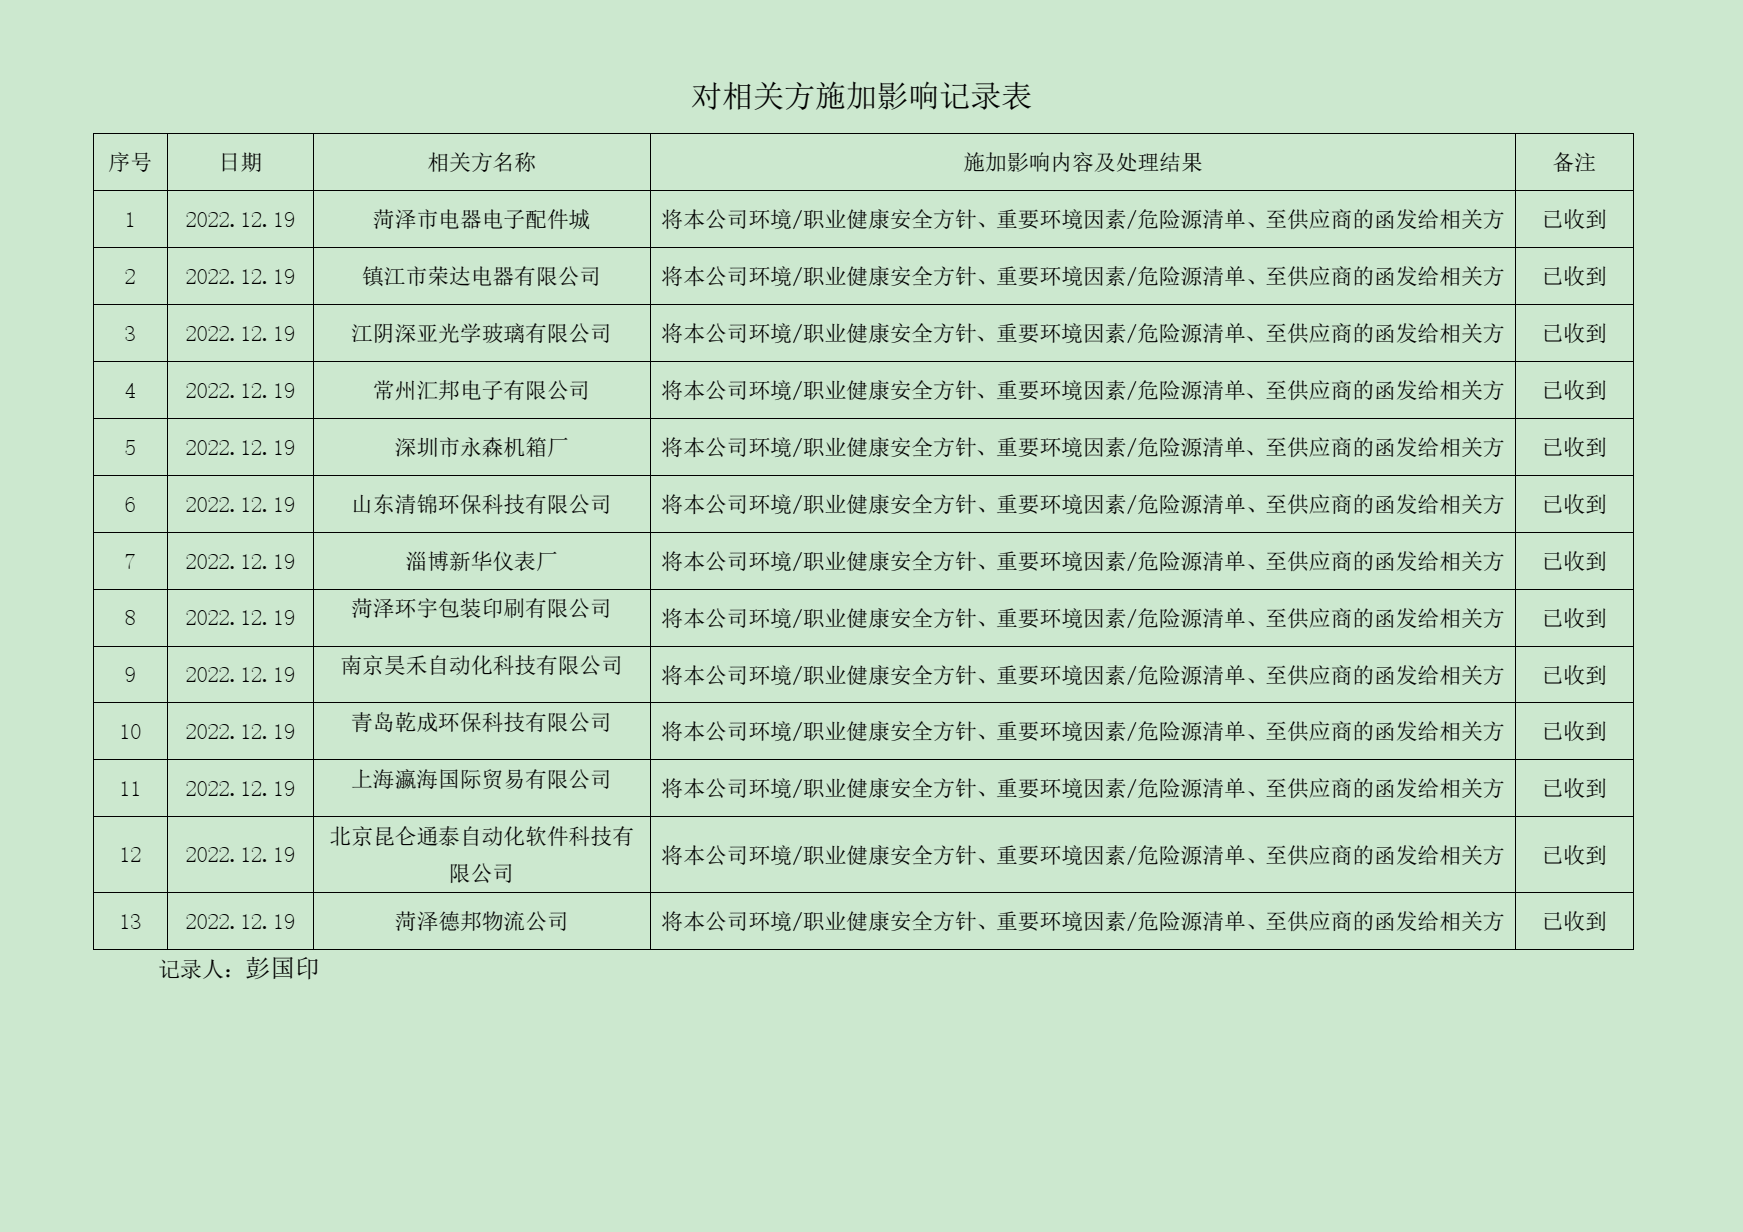 对相关方施加影响记录表
序号 日期 相关方名称 施加影响内容及处理结果 备注
1 2022.12.19 菏泽市电器电子配件城 将本公司环境/职业健康安全方针、重要环境因素/危险源清单、至供应商的函发给相关方 已收到
2 2022.12.19 镇江市荣达电器有限公司 将本公司环境/职业健康安全方针、重要环境因素/危险源清单、至供应商的函发给相关方 已收到
3 2022.12.19 江阴深亚光学玻璃有限公司 将本公司环境/职业健康安全方针、重要环境因素/危险源清单、至供应商的函发给相关方 已收到
4 2022.12.19 常州汇邦电子有限公司 将本公司环境/职业健康安全方针、重要环境因素/危险源清单、至供应商的函发给相关方 已收到
5 2022.12.19 深圳市永森机箱厂 将本公司环境/职业健康安全方针、重要环境因素/危险源清单、至供应商的函发给相关方 已收到
6 2022.12.19 山东清锦环保科技有限公司 将本公司环境/职业健康安全方针、重要环境因素/危险源清单、至供应商的函发给相关方 已收到
7 2022.12.19 淄博新华仪表厂 将本公司环境/职业健康安全方针、重要环境因素/危险源清单、至供应商的函发给相关方 已收到
8 2022.12.19 菏泽环宇包装印刷有限公司 将本公司环境/职业健康安全方针、重要环境因素/危险源清单、至供应商的函发给相关方 已收到
9 2022.12.19 南京昊禾自动化科技有限公司 将本公司环境/职业健康安全方针、重要环境因素/危险源清单、至供应商的函发给相关方 已收到
10 2022.12.19 青岛乾成环保科技有限公司 将本公司环境/职业健康安全方针、重要环境因素/危险源清单、至供应商的函发给相关方 已收到
11 2022.12.19 上海瀛海国际贸易有限公司 将本公司环境/职业健康安全方针、重要环境因素/危险源清单、至供应商的函发给相关方 已收到
12 2022.12.19 北京昆仑通泰自动化软件科技有
限公司 将本公司环境/职业健康安全方针、重要环境因素/危险源清单、至供应商的函发给相关方 已收到
13 2022.12.19 菏泽德邦物流公司 将本公司环境/职业健康安全方针、重要环境因素/危险源清单、至供应商的函发给相关方 已收到
记录人：彭国印